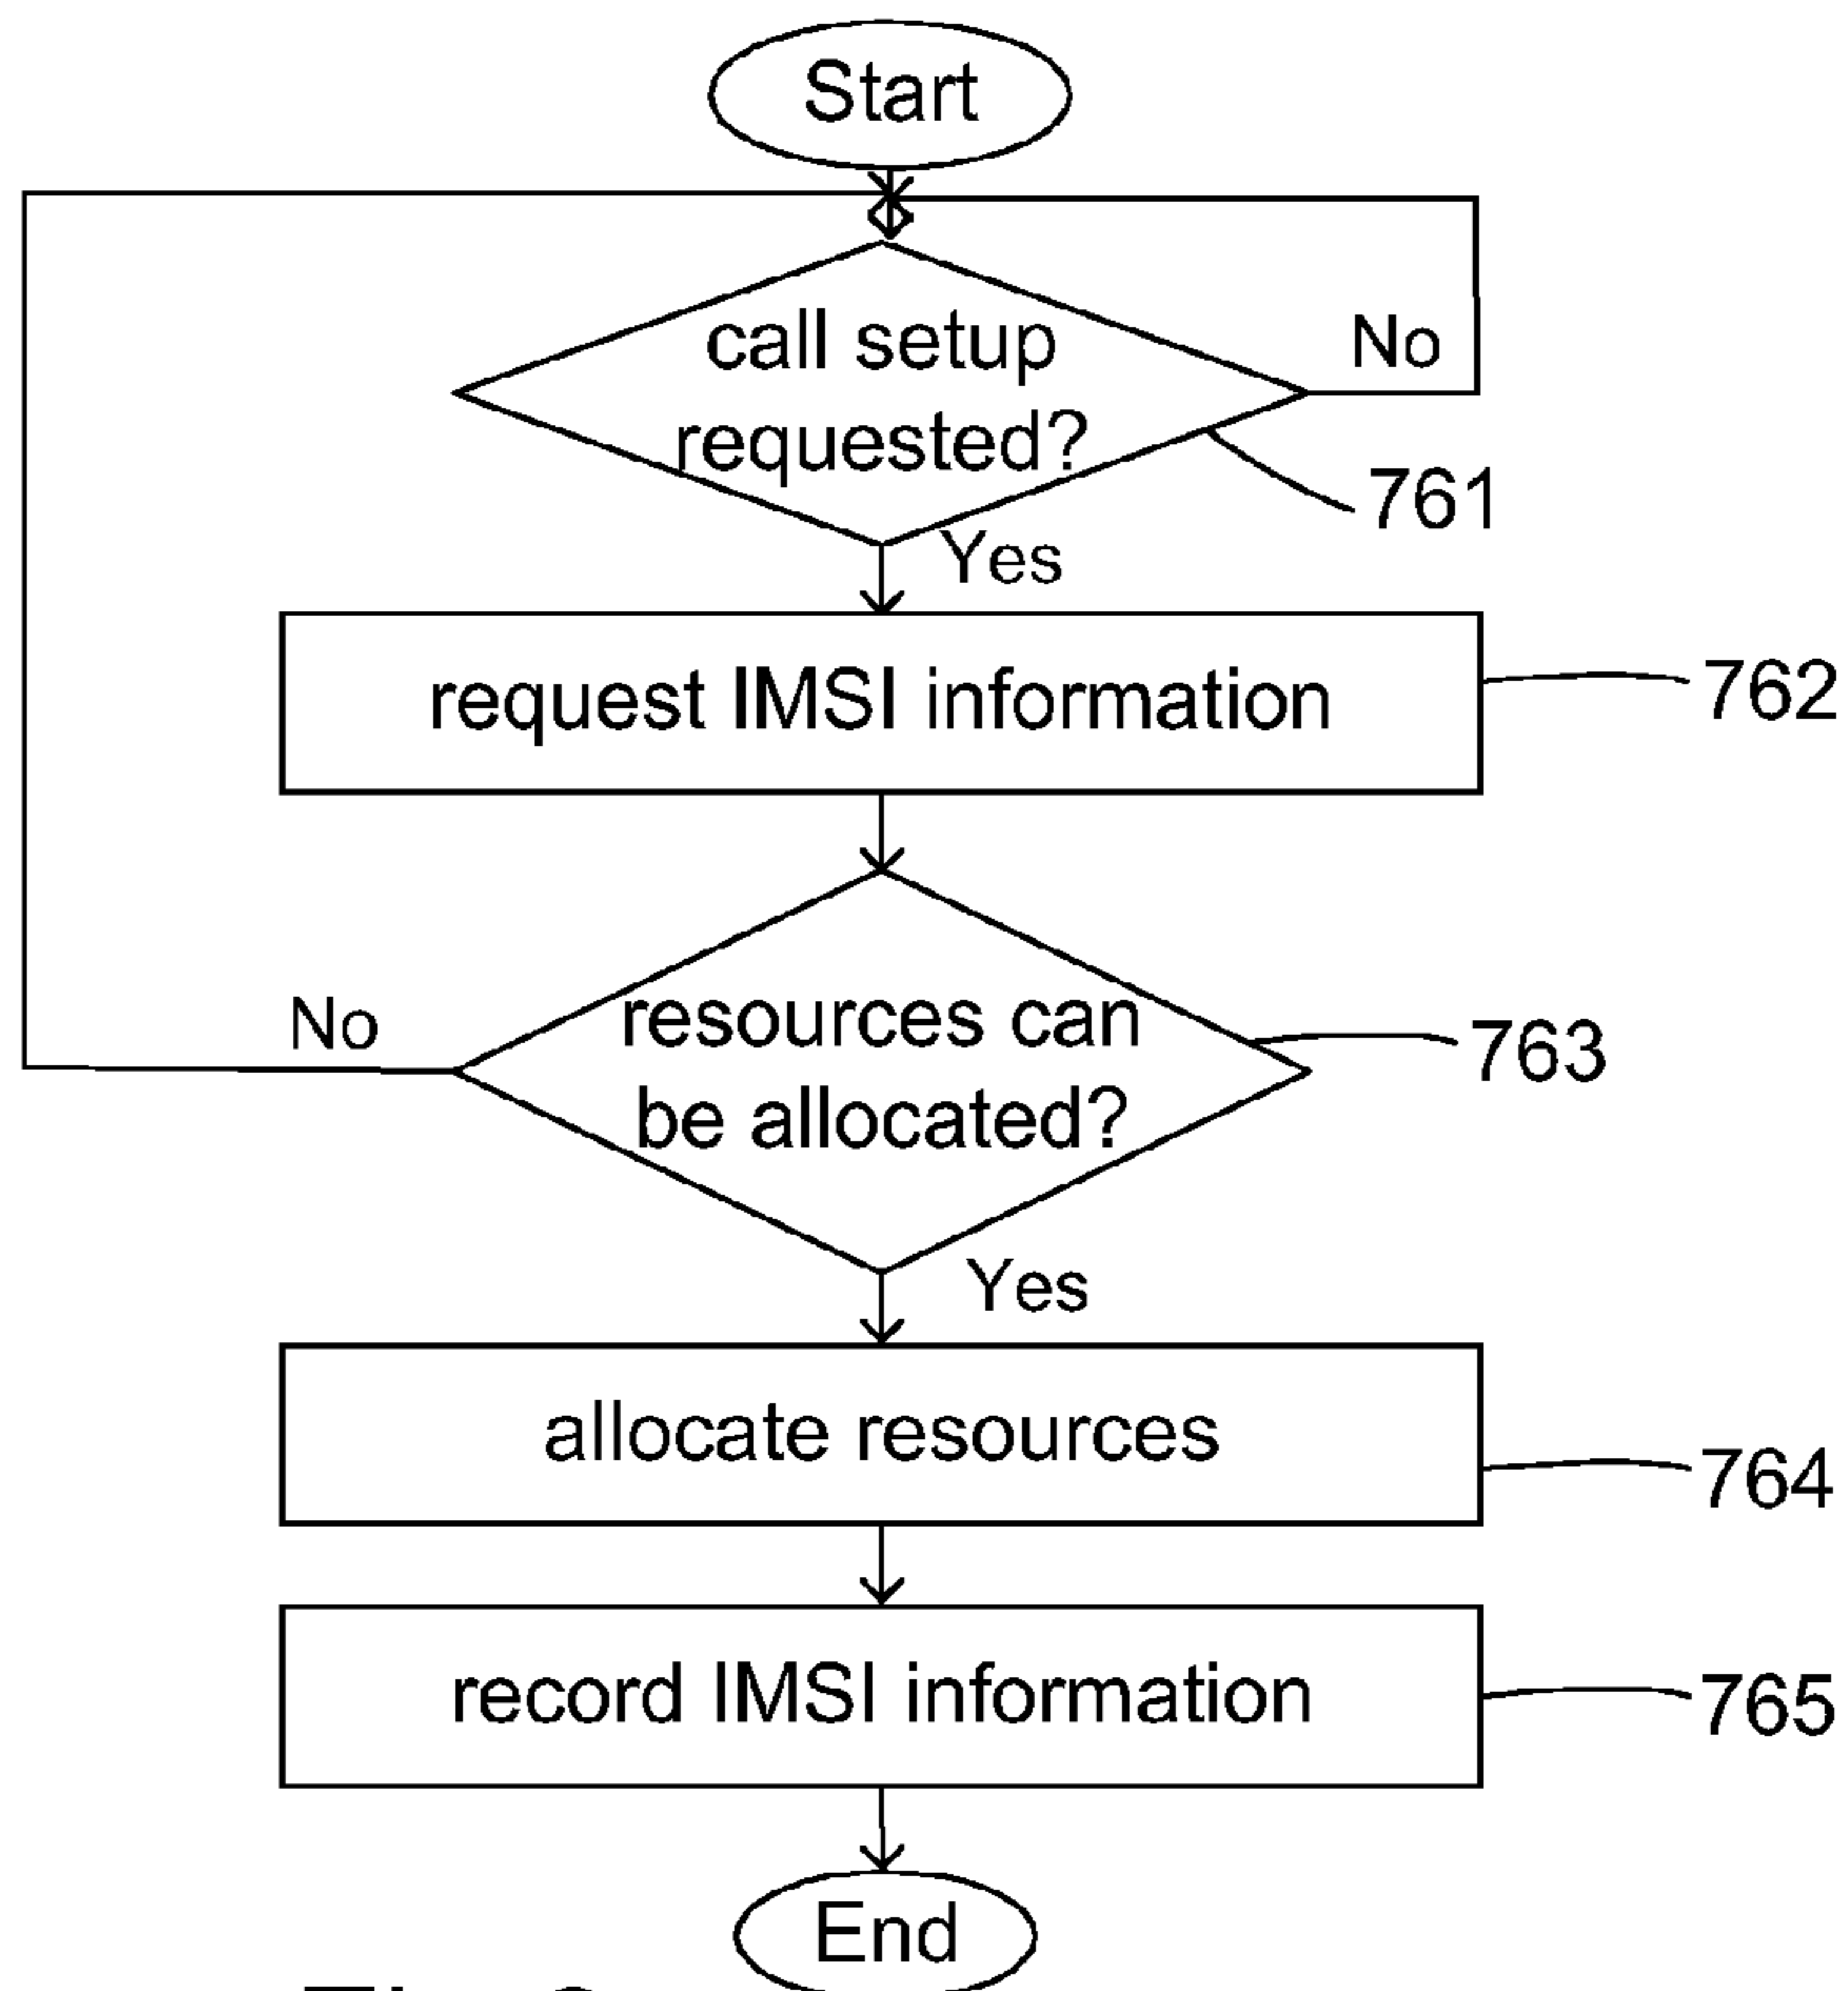 Start
call setup
requested?
No
761
Yes
request IMSI information
762
resources can
be allocated?
No
763
Yes
allocate resources
764
record IMSI information
765
End